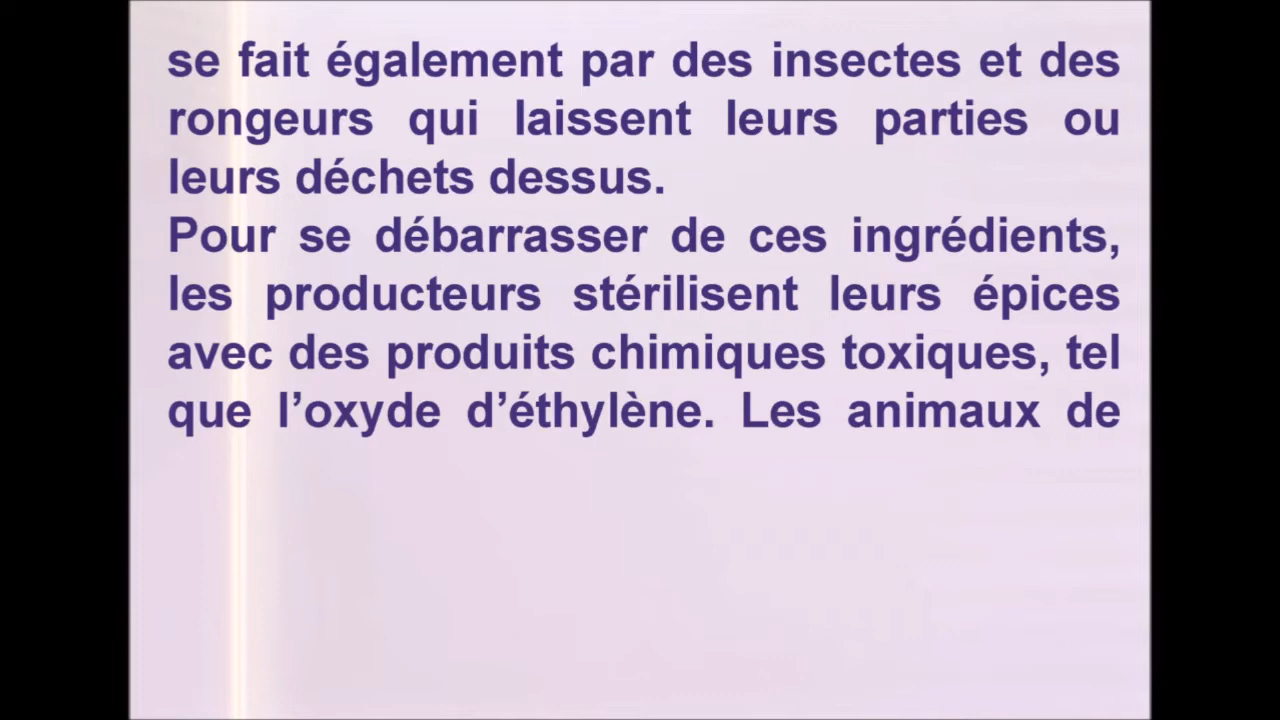 se fait également par des insectes et des
rongeurs qui laissent leurs parties ou
leurs déchets dessus.
Pour se débarrasser de ces ingrédients,
les producteurs stérilisent leurs épices
avec des produits chimiques toxiques, tel
que l’oxyde d’éthylène. Les animaux de